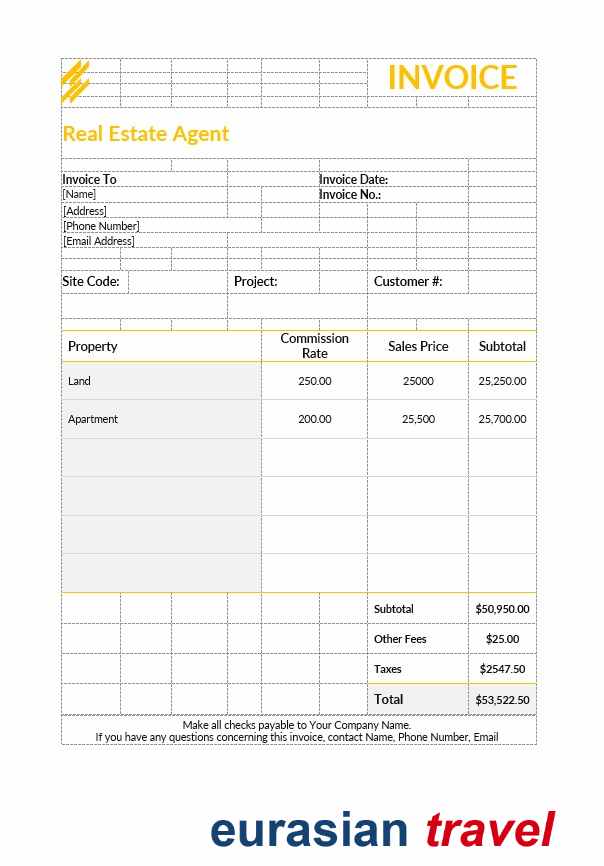 INVOICE
Real Estate Agent
Invoice To Invoice Date:
[Name] Invoice No.:
[Address]
[Phone Number]
[Email Address]
Site Code: Project: Customer #:
Property Commission Rate Sales Price Subtotal
Land 250.00 25000 25,250.00
Apartment 200.00 25,500 25,700.00
Subtotal $50,950.00
Other Fees $25.00
Taxes $2547.50
Total $53,522.50
Make all checks payable to Your Company Name.
If you have any questions concerning this invoice, contact Name, Phone Number, Email
eurasian travel